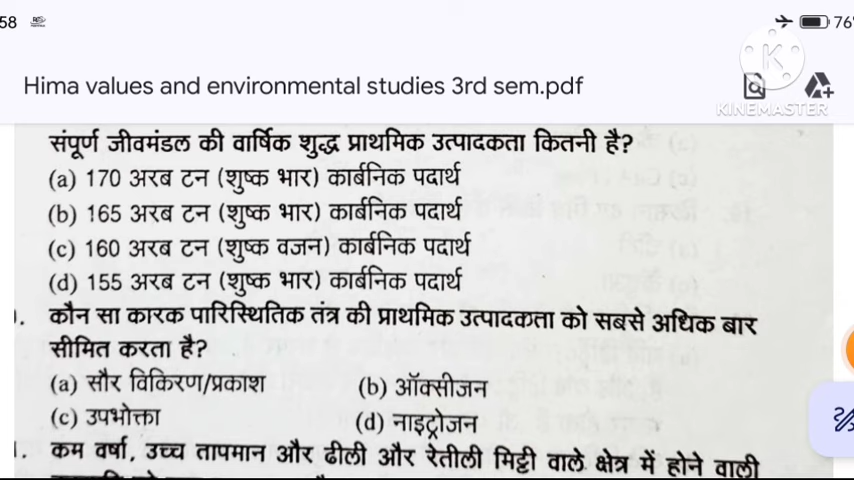 58
76
KINEMASTER
Hima values and environmental studies 3rd sem.pdf
संपूर्ण जीवमंडल की वार्षिक शुद्ध प्राथमिक उत्पादकता कितनी है?
(a) 170 अरब टन (शुष्क भार) कार्बनिक पदार्थ
(b) 165 अरब टन (शुष्क भार) कार्बनिक पदार्थ
(c) 160 अरब टन (शुष्क वजन) कार्बनिक पदार्थ
(d) 155 अरब टन (शुष्क भार) कार्बनिक पदार्थ
. कौन सा कारक पारिस्थितिक तंत्र की प्राथमिक उत्पादकता को सबसे अधिक बार
सीमित करता है?
(a) सौर विकिरण/प्रकाश (b) ऑक्सीजन
(c) उपभोक्ता (d) नाइट्रोजन
. कम वर्षा, उच्च तापमान और ढीली और रेतीली मिट्टी वाले क्षेत्र में होने वाली